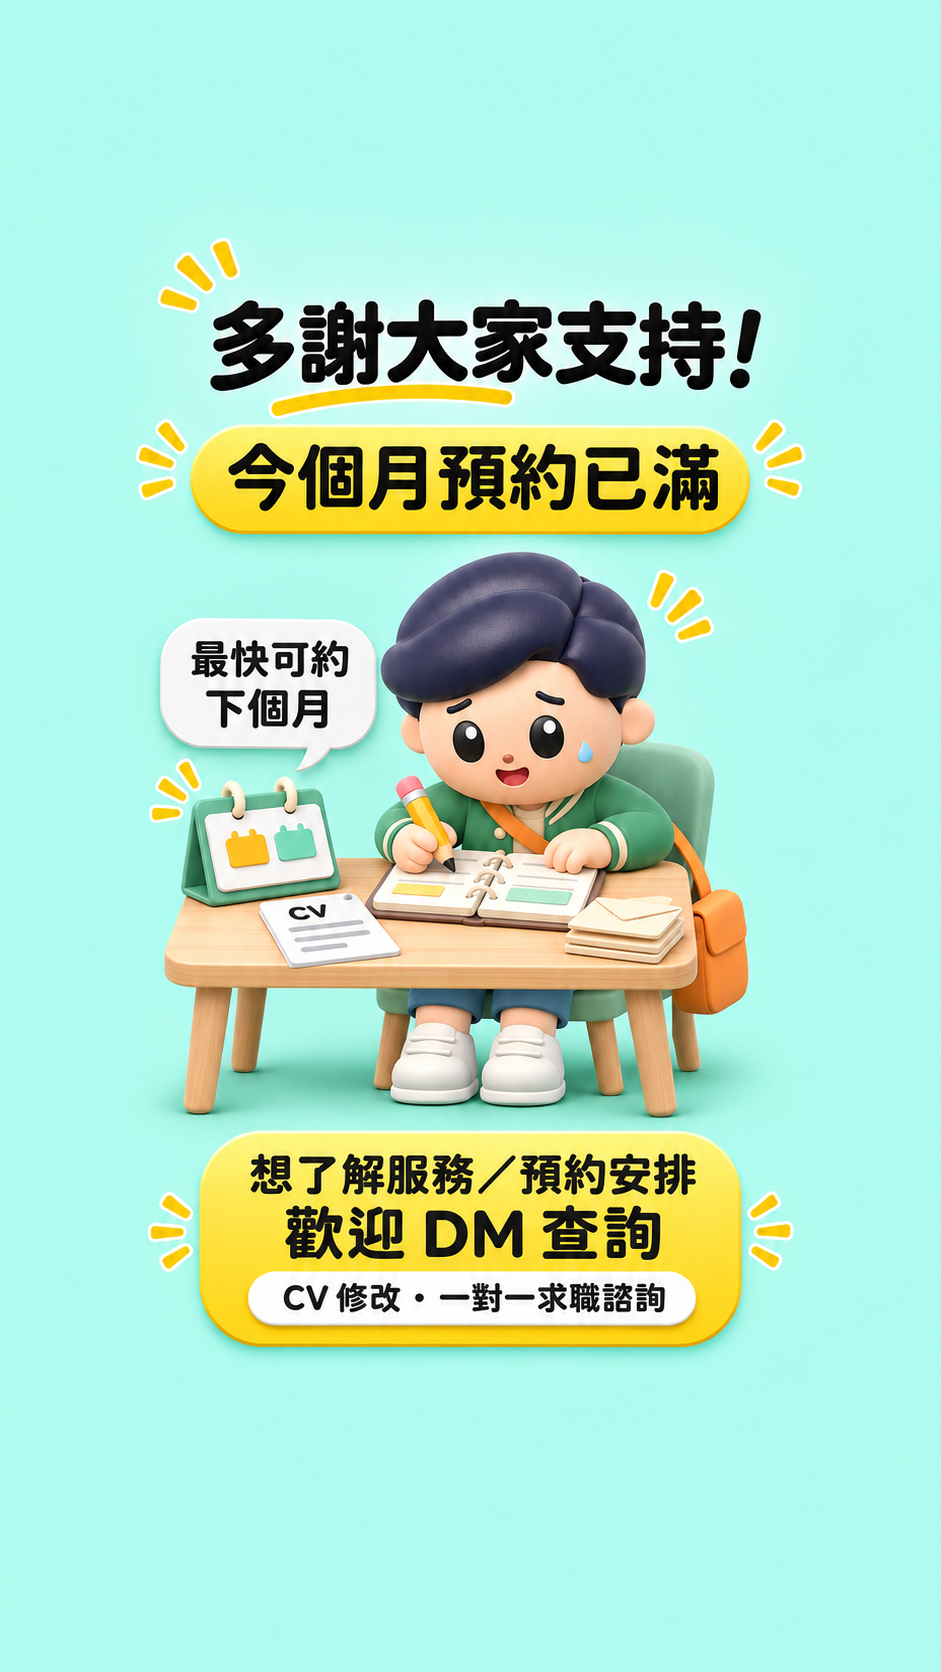 多謝大家支持!
今個月預約已滿
最快可約
下個月
CV
想了解服務／預約安排
歡迎 DM 查詢
CV 修改・一對一求職諮詢